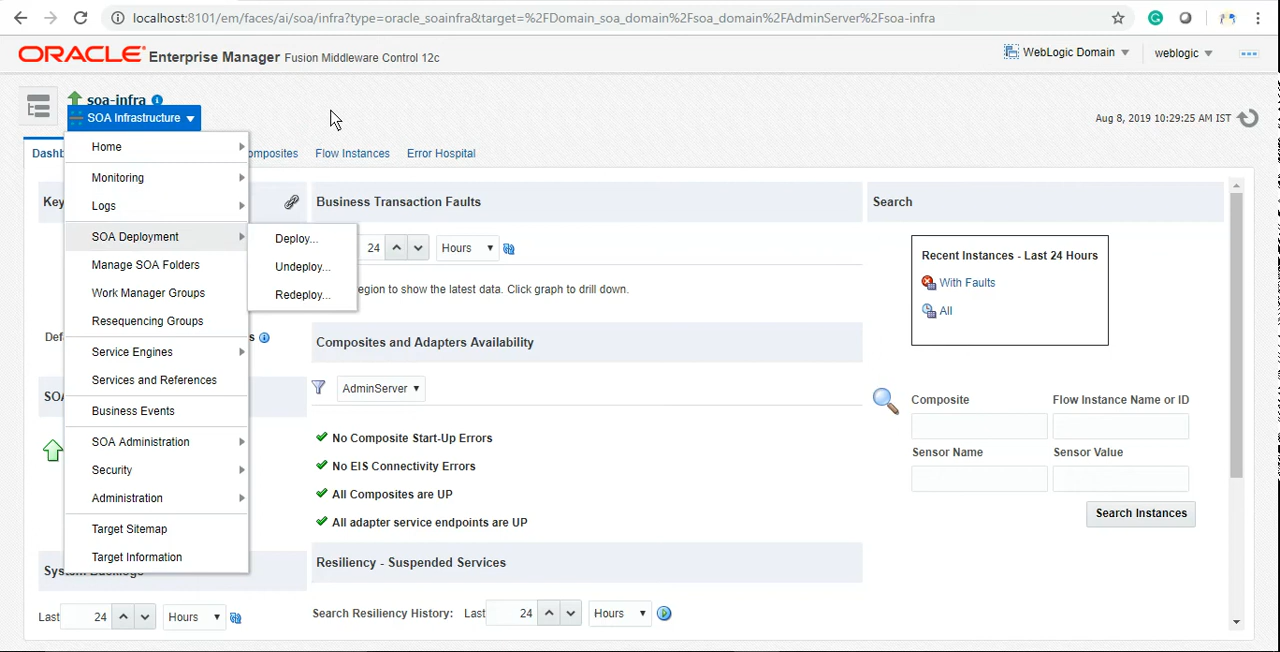 localhost:8101/em/faces/ai/soa/infra?type=oracle_soainfra&target=%2FDomain_soa_domain%2Fsoa_domain%2FAdminServer%2Fsoa-infra
ORACLE Enterprise Manager Fusion Middleware Control 12c
WebLogic Domain
weblogic
soa-infra
SOA Infrastructure
Aug 8, 2019 10:29:25 AM IST
Dashb
omposites
Flow Instances
Error Hospital
Home
Monitoring
Logs
SOA Deployment
Manage SOA Folders
Work Manager Groups
Resequencing Groups
Service Engines
Services and References
Business Events
SOA Administration
Security
Administration
Target Sitemap
Target Information
Deploy...
Undeploy...
Redeploy...
Key
Def
s
SOA
Last 24 Hours
Business Transaction Faults
24 Hours
egion to show the latest data. Click graph to drill down.
Composites and Adapters Availability
AdminServer
No Composite Start-Up Errors
No EIS Connectivity Errors
All Composites are UP
All adapter service endpoints are UP
Resiliency - Suspended Services
Search Resiliency History: Last 24 Hours
Search
Recent Instances - Last 24 Hours
With Faults
All
Composite
Flow Instance Name or ID
Sensor Name
Sensor Value
Search Instances